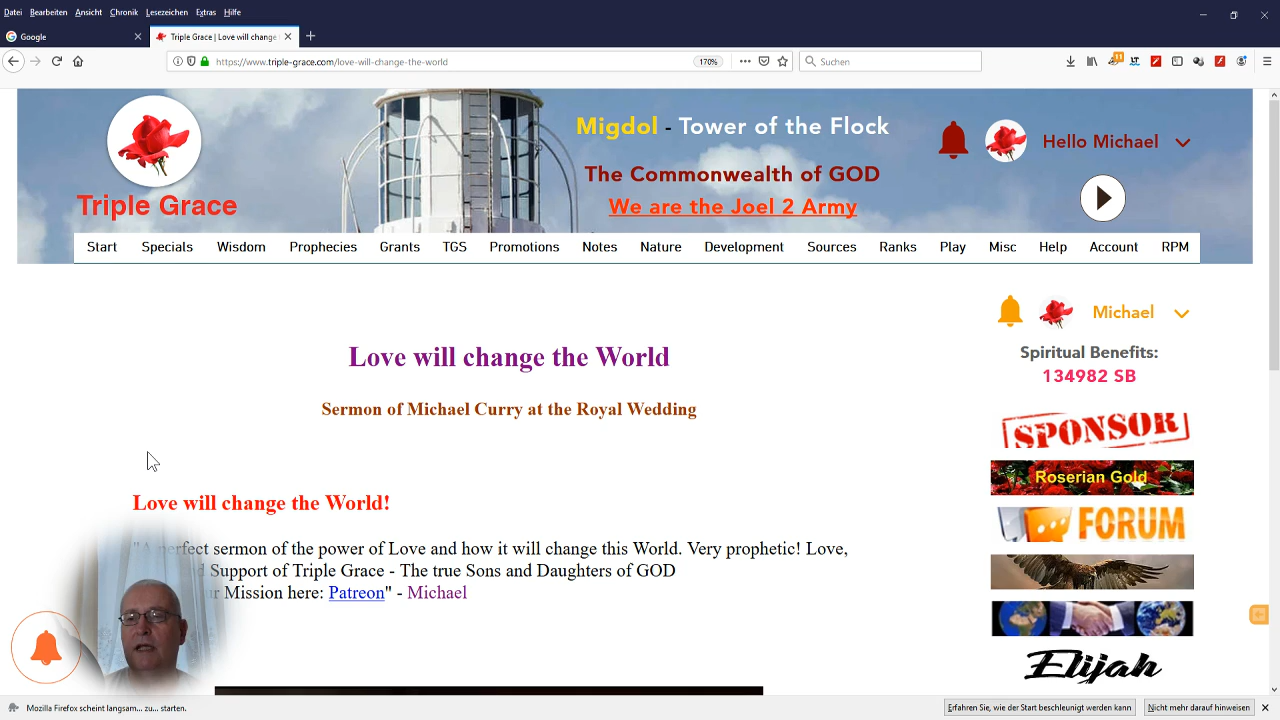 Datei Bearbeiten Ansicht Chronik Lesezeichen Extras Hilfe
Google
Triple Grace | Love will change
https://www.triple-grace.com/love-will-change-the-world
170%
Suchen
Migdol - Tower of the Flock
The Commonwealth of GOD
We are the Joel 2 Army
Hello Michael
Triple Grace
Start Specials Wisdom Prophecies Grants TGS Promotions Notes Nature Development Sources Ranks Play Misc Help Account RPM
Michael
Spiritual Benefits:
134982 SB
Love will change the World
Sermon of Michael Curry at the Royal Wedding
SPONSOR
Roserian Gold
FORUM
Elijah
Love will change the World!
"A perfect sermon of the power of Love and how it will change this World. Very prophetic! Love,
Support of Triple Grace - The true Sons and Daughters of GOD
Mission here: Patreon" - Michael
Mozilla Firefox scheint langsam... zu... starten.
Erfahren Sie, wie der Start beschleunigt werden kann
Nicht mehr darauf hinweisen